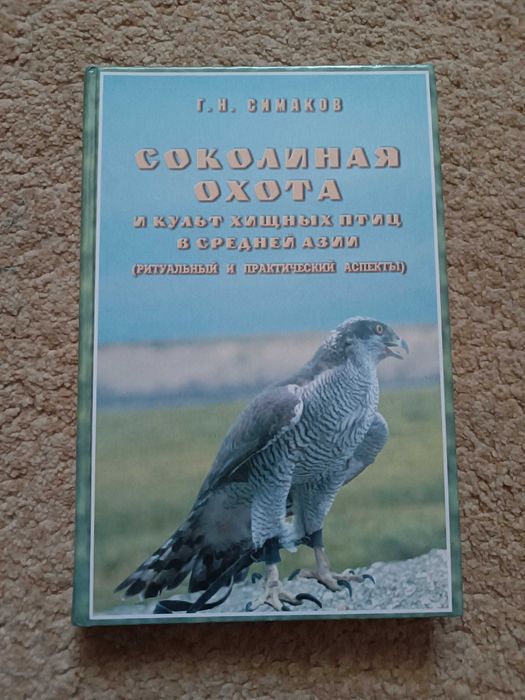 Г. Н. СИМАКОВ
СОКОЛИНАЯ
ОХОТА
И КУЛЬТ ХИЩНЫХ ПТИЦ
В СРЕДНЕЙ АЗИИ
(РИТУАЛЬНЫЙ И ПРАКТИЧЕСКИЙ АСПЕКТЫ)